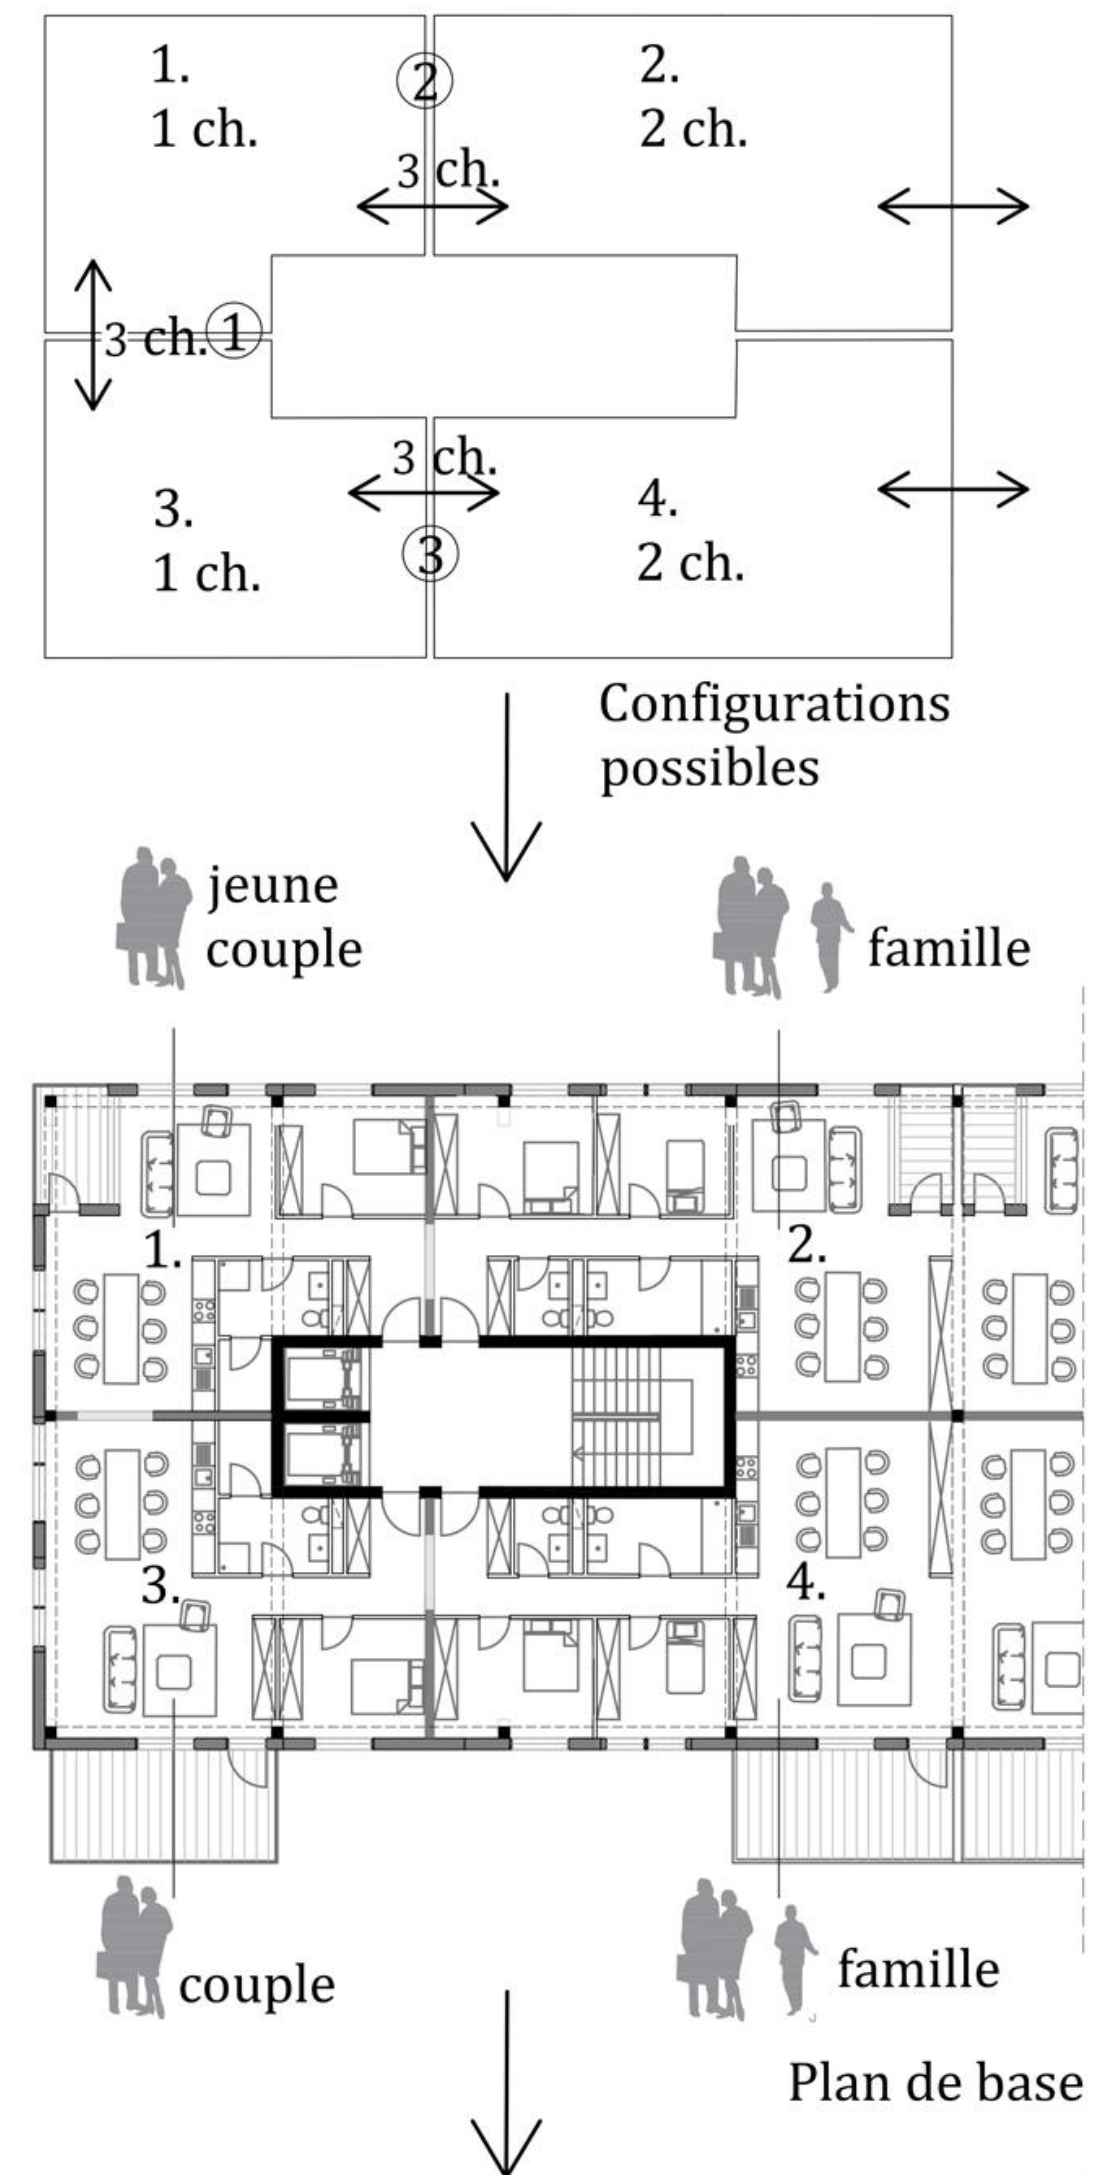 1.
1 ch.
2
2.
2 ch.
3 ch.
3 ch.
1
3 ch.
3.
1 ch.
4.
2 ch.
3
Configurations
possibles
jeune
couple
famille
1.
2.
3.
4.
couple
famille
Plan de base